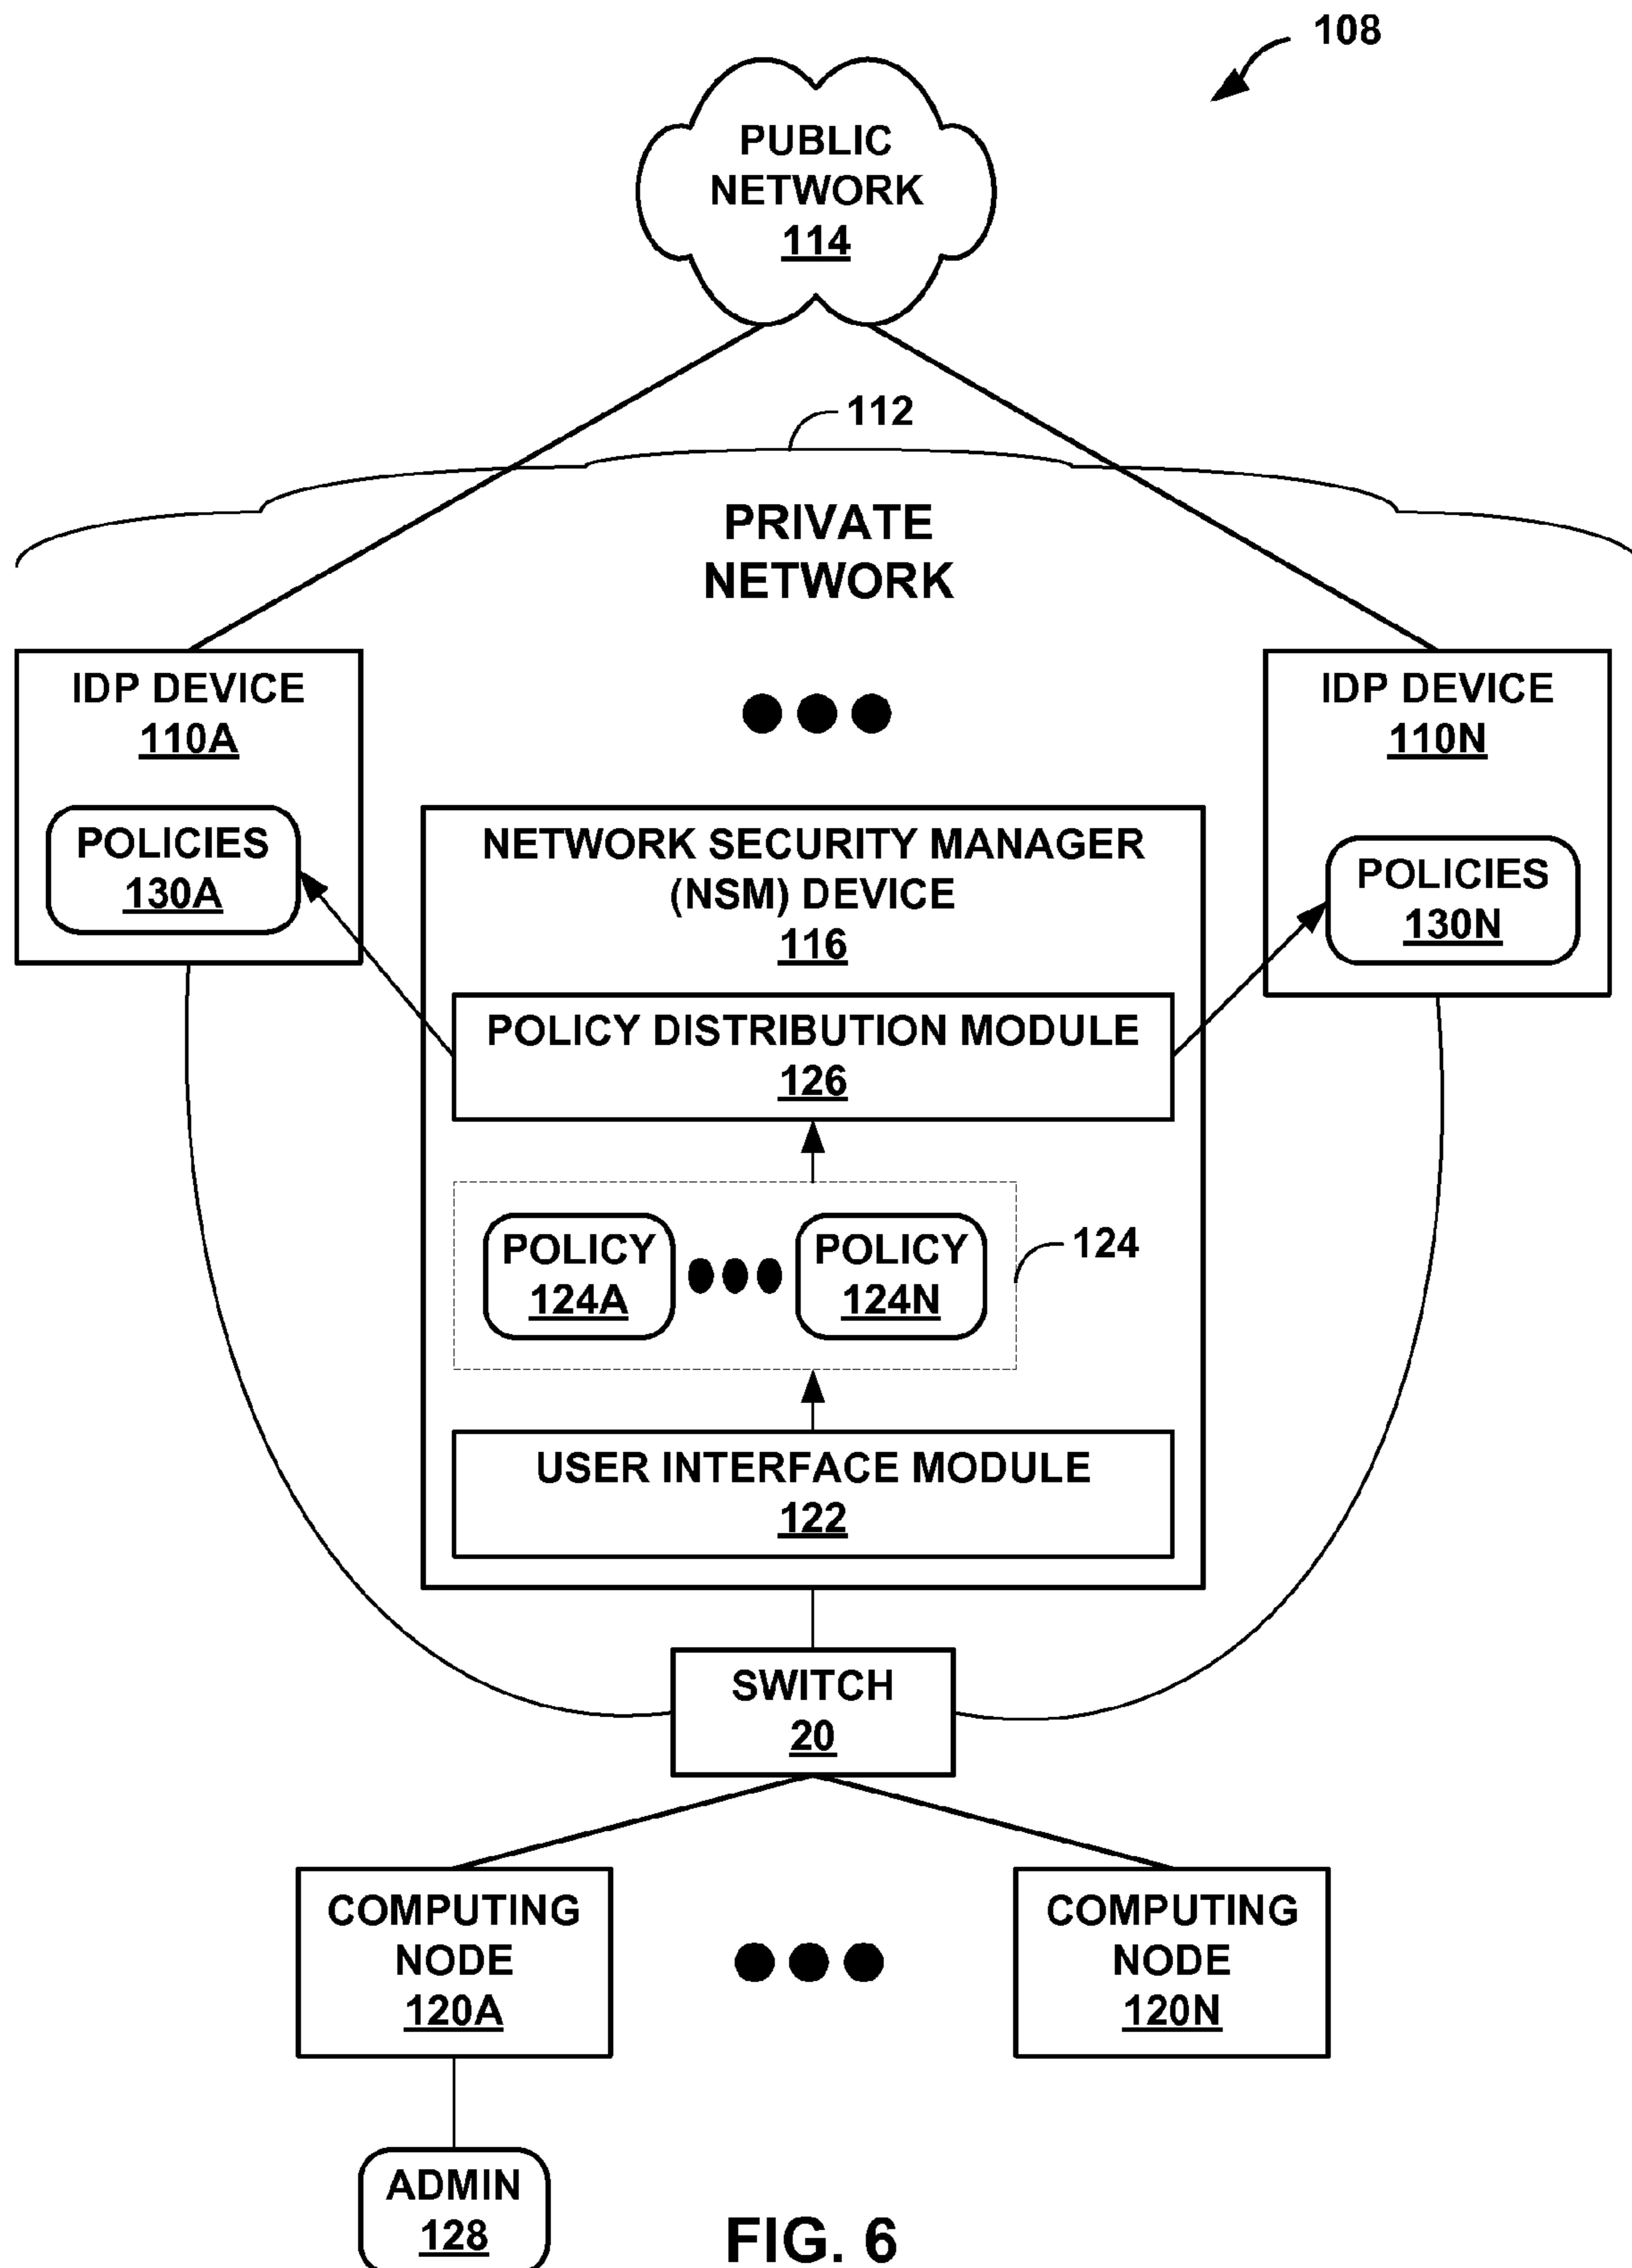 108
PUBLIC
NETWORK
114
112
PRIVATE
NETWORK
IDP DEVICE
110A
POLICIES
130A
IDP DEVICE
110N
POLICIES
130N
NETWORK SECURITY MANAGER
(NSM) DEVICE
116
POLICY DISTRIBUTION MODULE
126
POLICY
124A
POLICY
124N
124
USER INTERFACE MODULE
122
SWITCH
20
COMPUTING
NODE
120A
COMPUTING
NODE
120N
ADMIN
128
FIG. 6